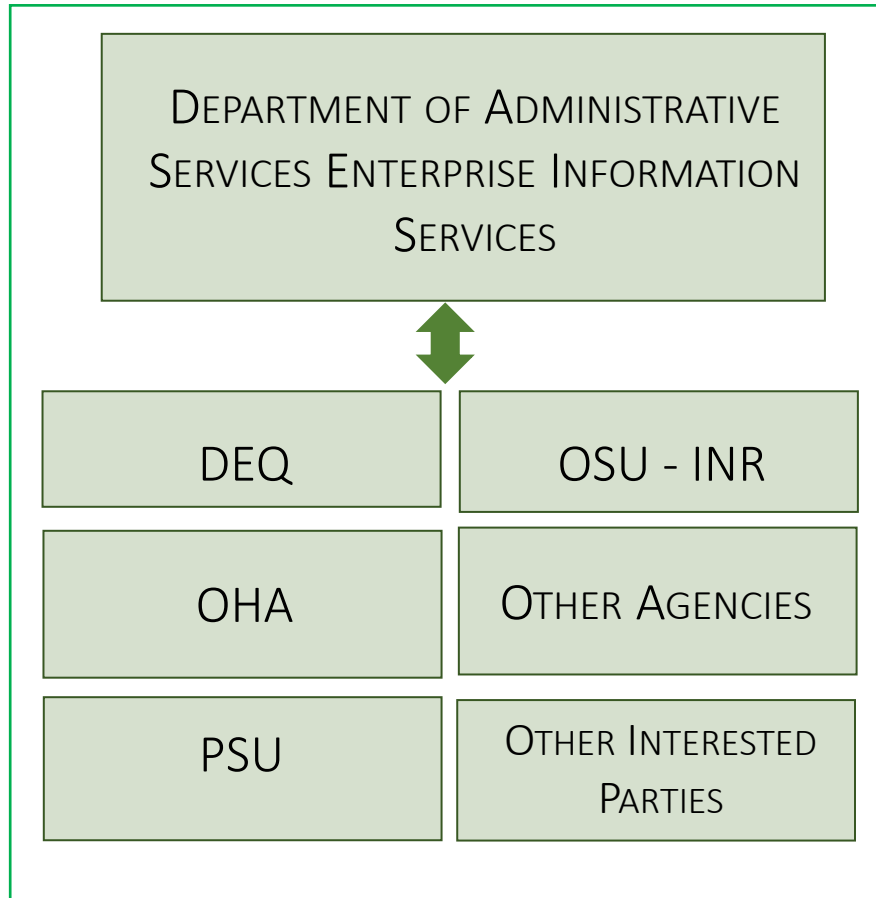 Department of Administrative
Services Enterprise Information
Services
DEQ
OSU - INR
OHA
Other Agencies
PSU
Other Interested
Parties